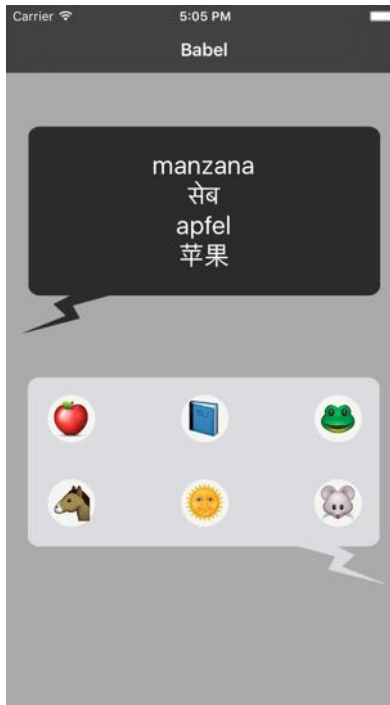 Carrier 5:05 PM
Babel
manzana
सेब
apfel
苹果